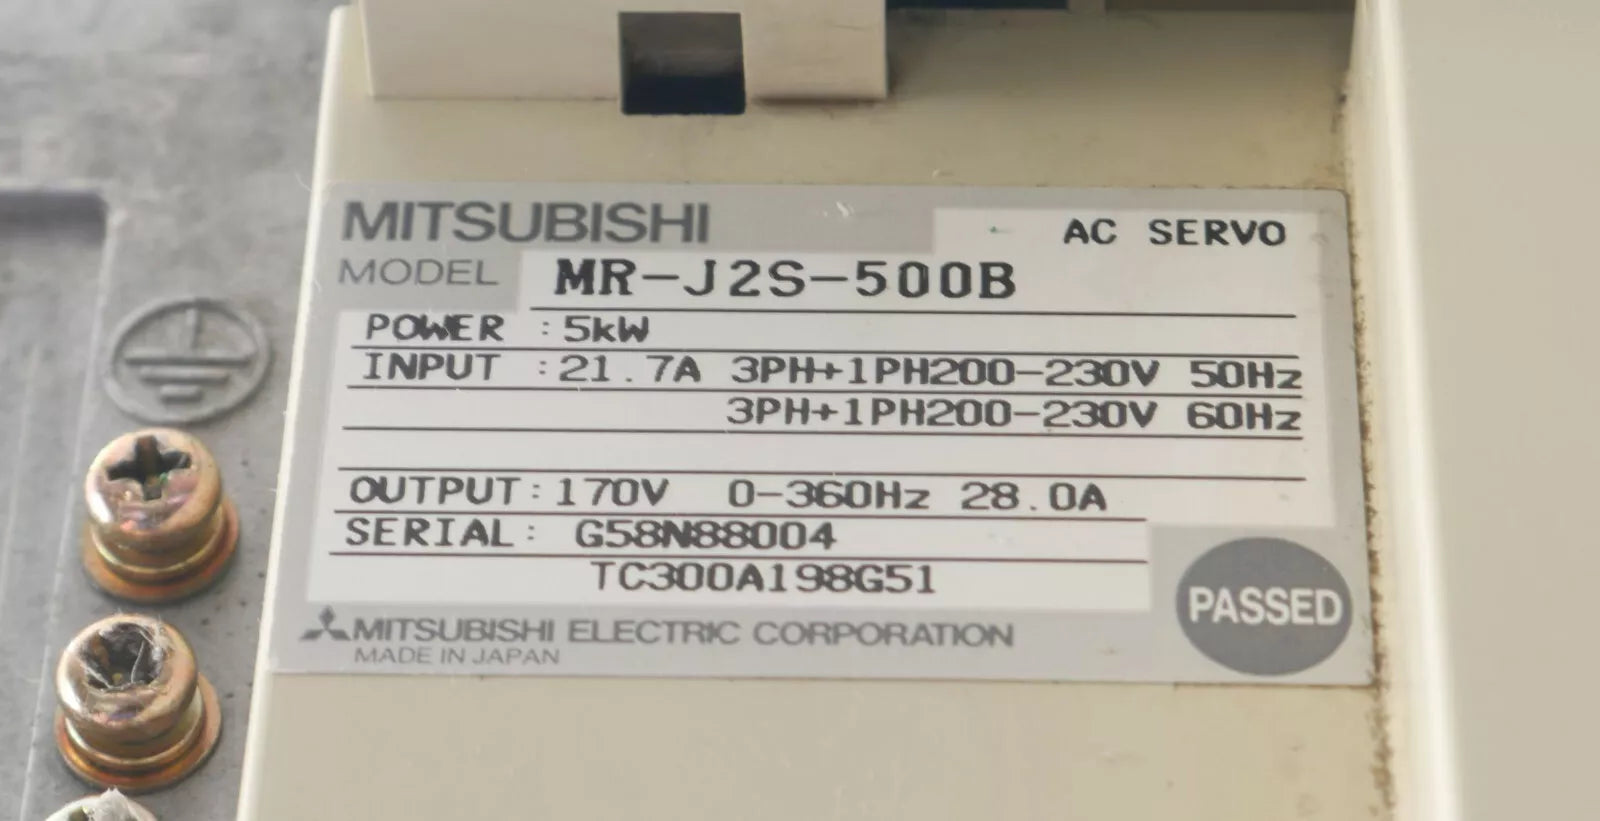 MITSUBISHI AC SERVO
MODEL MR-J2S-500B
POWER :5kW
INPUT :21.7A 3PH+1PH200-230V 50Hz
3PH+1PH200-230V 60Hz
OUTPUT:170V 0-360Hz 28.0A
SERIAL: G58N88004
TC300A198G51
PASSED
MITSUBISHI ELECTRIC CORPORATION
MADE IN JAPAN